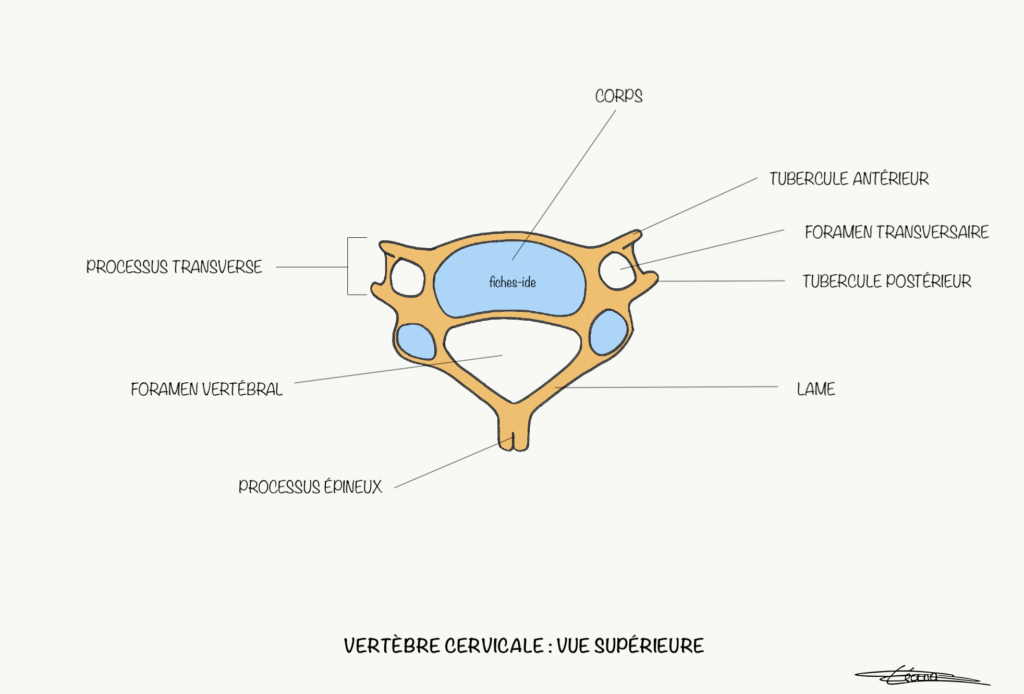 CORPS
TUBERCULE ANTÉRIEUR
FORAMEN TRANSVERSAIRE
PROCESSUS TRANSVERSE
TUBERCULE POSTÉRIEUR
fiches-ide
FORAMEN VERTÉBRAL
LAME
PROCESSUS ÉPINEUX
VERTÈBRE CERVICALE : VUE SUPÉRIEURE
Léana